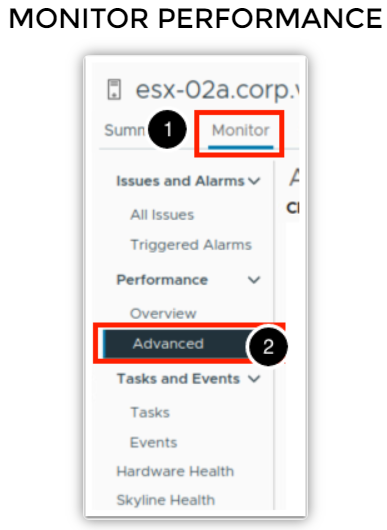 MONITOR PERFORMANCE
esx-02a.corp.
Summ 1 Monitor
Issues and Alarms
All Issues
Triggered Alarms
Performance
Overview
Advanced 2
Tasks and Events
Tasks
Events
Hardware Health
Skyline Health